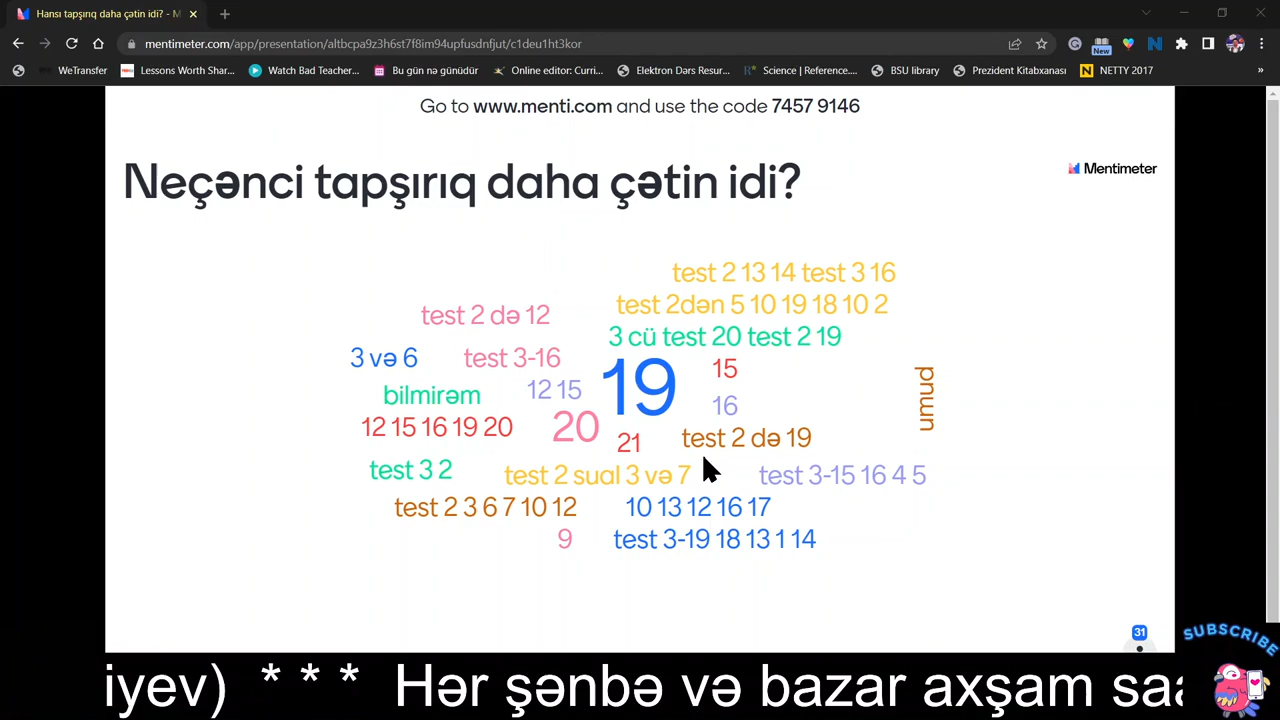 Hansı tapşırıq daha çətin idi? - M
mentimeter.com/app/presentation/altbcpa9z3h6st7f8im94upfusdnfjut/c1deu1ht3kor
New
WeTransfer
Lessons Worth Shar...
Watch Bad Teacher...
Bu gün nə günüdür
Online editor: Curri...
Elektron Dərs Resur...
Science | Reference....
BSU library
Prezident Kitabxanası
NETTY 2017
Go to www.menti.com and use the code 7457 9146
Mentimeter
Neçənci tapşırıq daha çətin idi?
test 2 13 14 test 3 16
test 2dən 5 10 19 18 10 2
test 2 də 12
3 cü test 20 test 2 19
3 və 6
test 3-16
19
15
bilmirəm
12 15
16
umud
12 15 16 19 20
20
21
test 2 də 19
test 3 2
test 2 sual 3 və 7
test 3-15 16 4 5
test 2 3 6 7 10 12
10 13 12 16 17
9
test 3-19 18 13 1 14
31
SUBSCRIBE
iyev) * * * Hər şənbə və bazar axşam saa